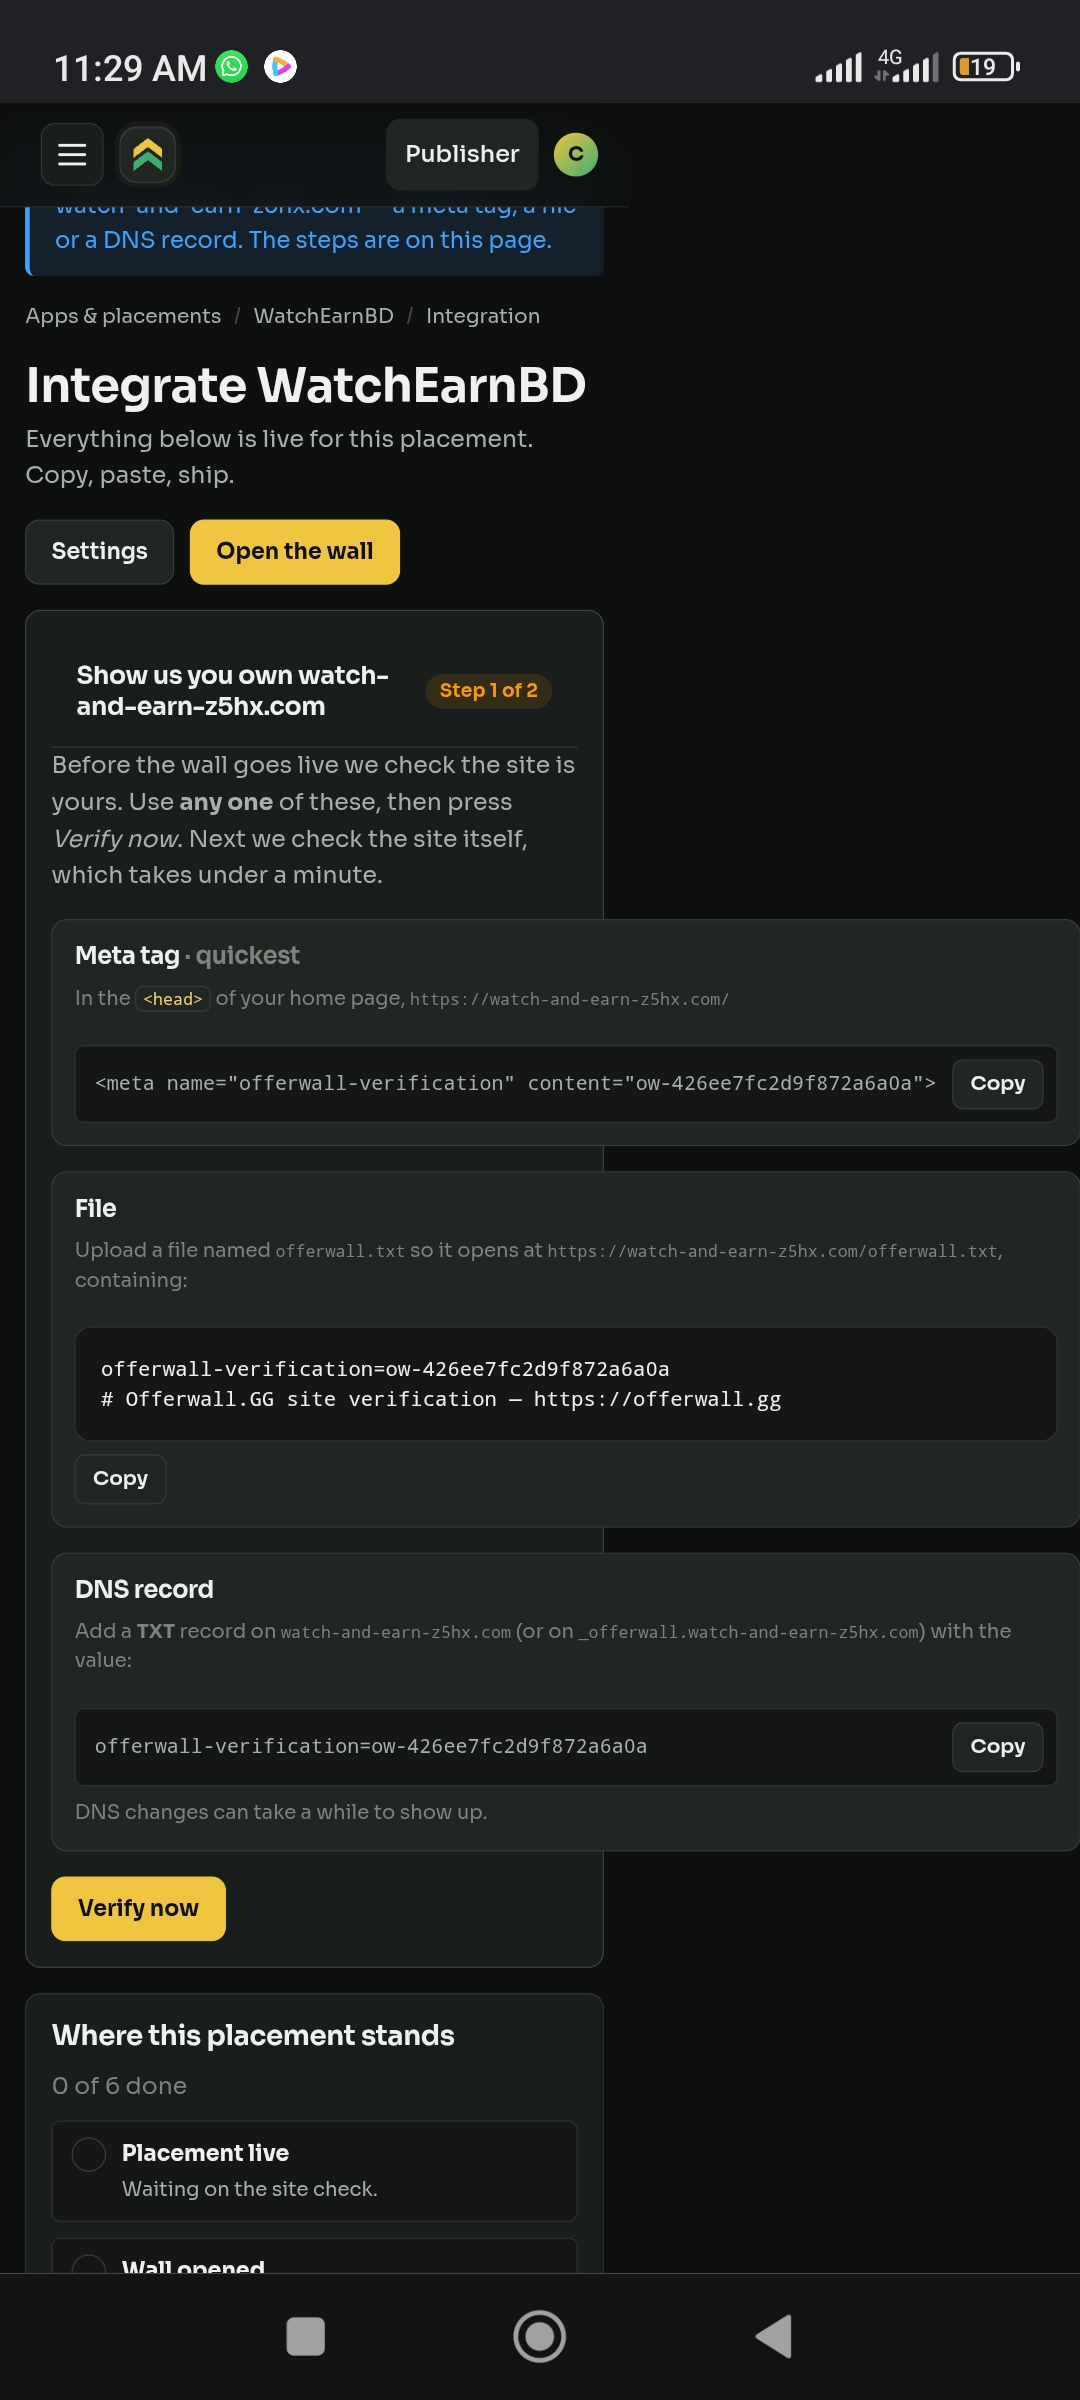 11:29 AM
4G
19
Publisher
C
watch-and-earn-z5hx.com — a meta tag, a file
or a DNS record. The steps are on this page.
Apps & placements / WatchEarnBD / Integration
Integrate WatchEarnBD
Everything below is live for this placement.
Copy, paste, ship.
Settings
Open the wall
Show us you own watch-
and-earn-z5hx.com
Step 1 of 2
Before the wall goes live we check the site is
yours. Use any one of these, then press
Verify now. Next we check the site itself,
which takes under a minute.
Meta tag · quickest
In the <head> of your home page, https://watch-and-earn-z5hx.com/
<meta name="offerwall-verification" content="ow-426ee7fc2d9f872a6a0a">
Copy
File
Upload a file named offerwall.txt so it opens at https://watch-and-earn-z5hx.com/offerwall.txt,
containing:
offerwall-verification=ow-426ee7fc2d9f872a6a0a
# Offerwall.GG site verification — https://offerwall.gg
Copy
DNS record
Add a TXT record on watch-and-earn-z5hx.com (or on _offerwall.watch-and-earn-z5hx.com) with the
value:
offerwall-verification=ow-426ee7fc2d9f872a6a0a
Copy
DNS changes can take a while to show up.
Verify now
Where this placement stands
0 of 6 done
Placement live
Waiting on the site check.
Wall opened